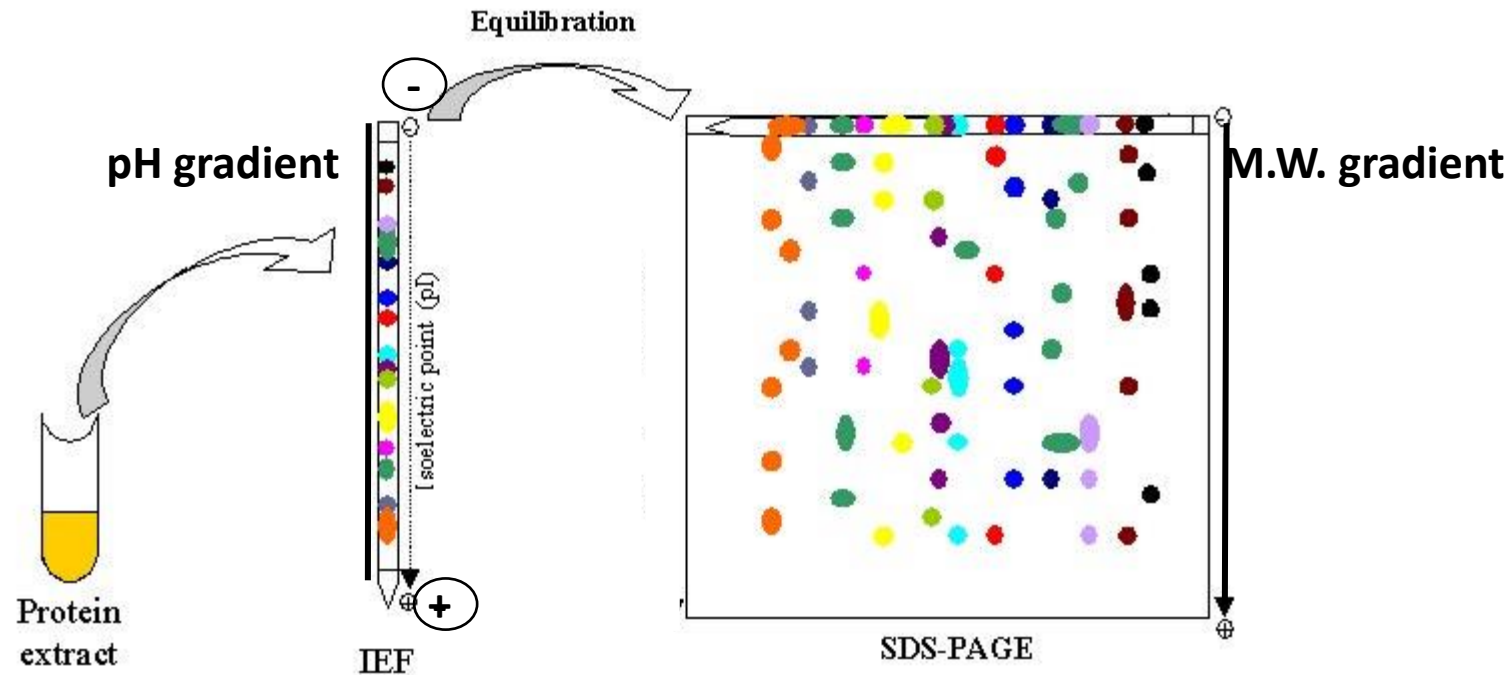 Equilibration
-
pH gradient
M.W. gradient
Isoelectric point (pI)
+
Protein
extract
IEF
SDS-PAGE